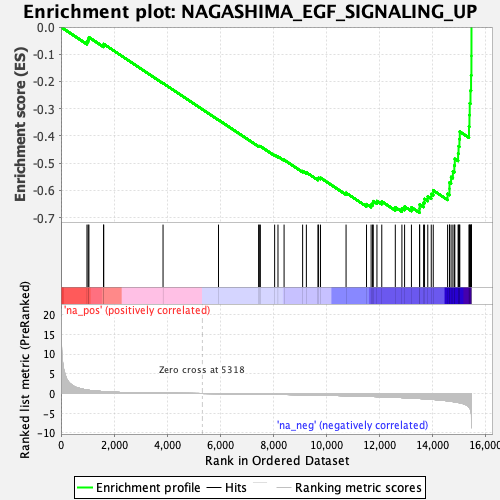 Enrichment plot: NAGASHIMA_EGF_SIGNALING_UP
Enrichment score (ES)
0.0
-0.1
-0.2
-0.3
-0.4
-0.5
-0.6
-0.7
'na_pos' (positively correlated)
Zero cross at 5318
'na_neg' (negatively correlated)
Ranked list metric (PreRanked)
20
15
10
5
0
-5
-10
0
2,000
4,000
6,000
8,000
10,000
12,000
14,000
16,000
Rank in Ordered Dataset
Enrichment profile
Hits
Ranking metric scores